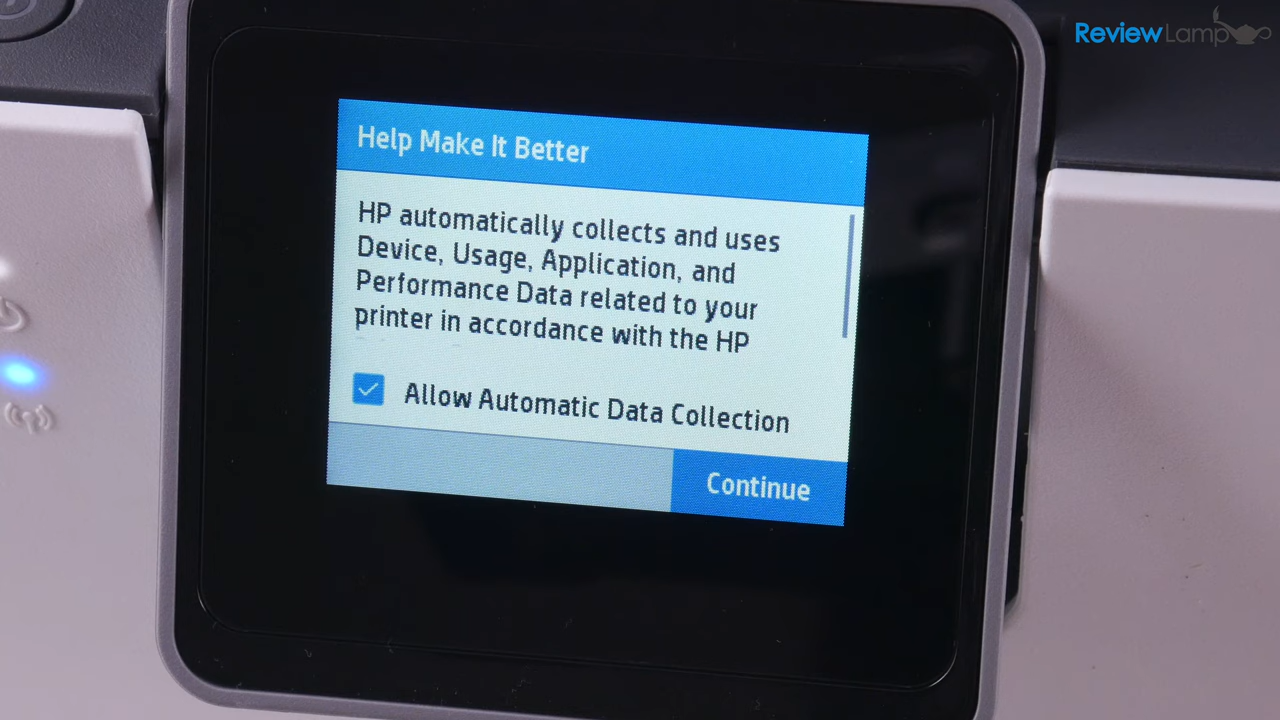 ReviewLamp
Help Make It Better
HP automatically collects and uses
Device, Usage, Application, and
Performance Data related to your
printer in accordance with the HP
Allow Automatic Data Collection
Continue